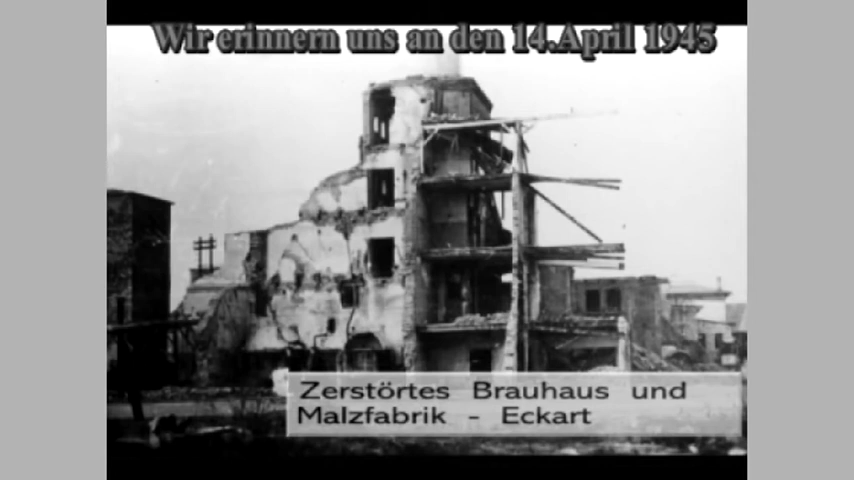 Wir erinnern uns an den 14.April 1945
Zerstörtes Brauhaus und
Malzfabrik - Eckart